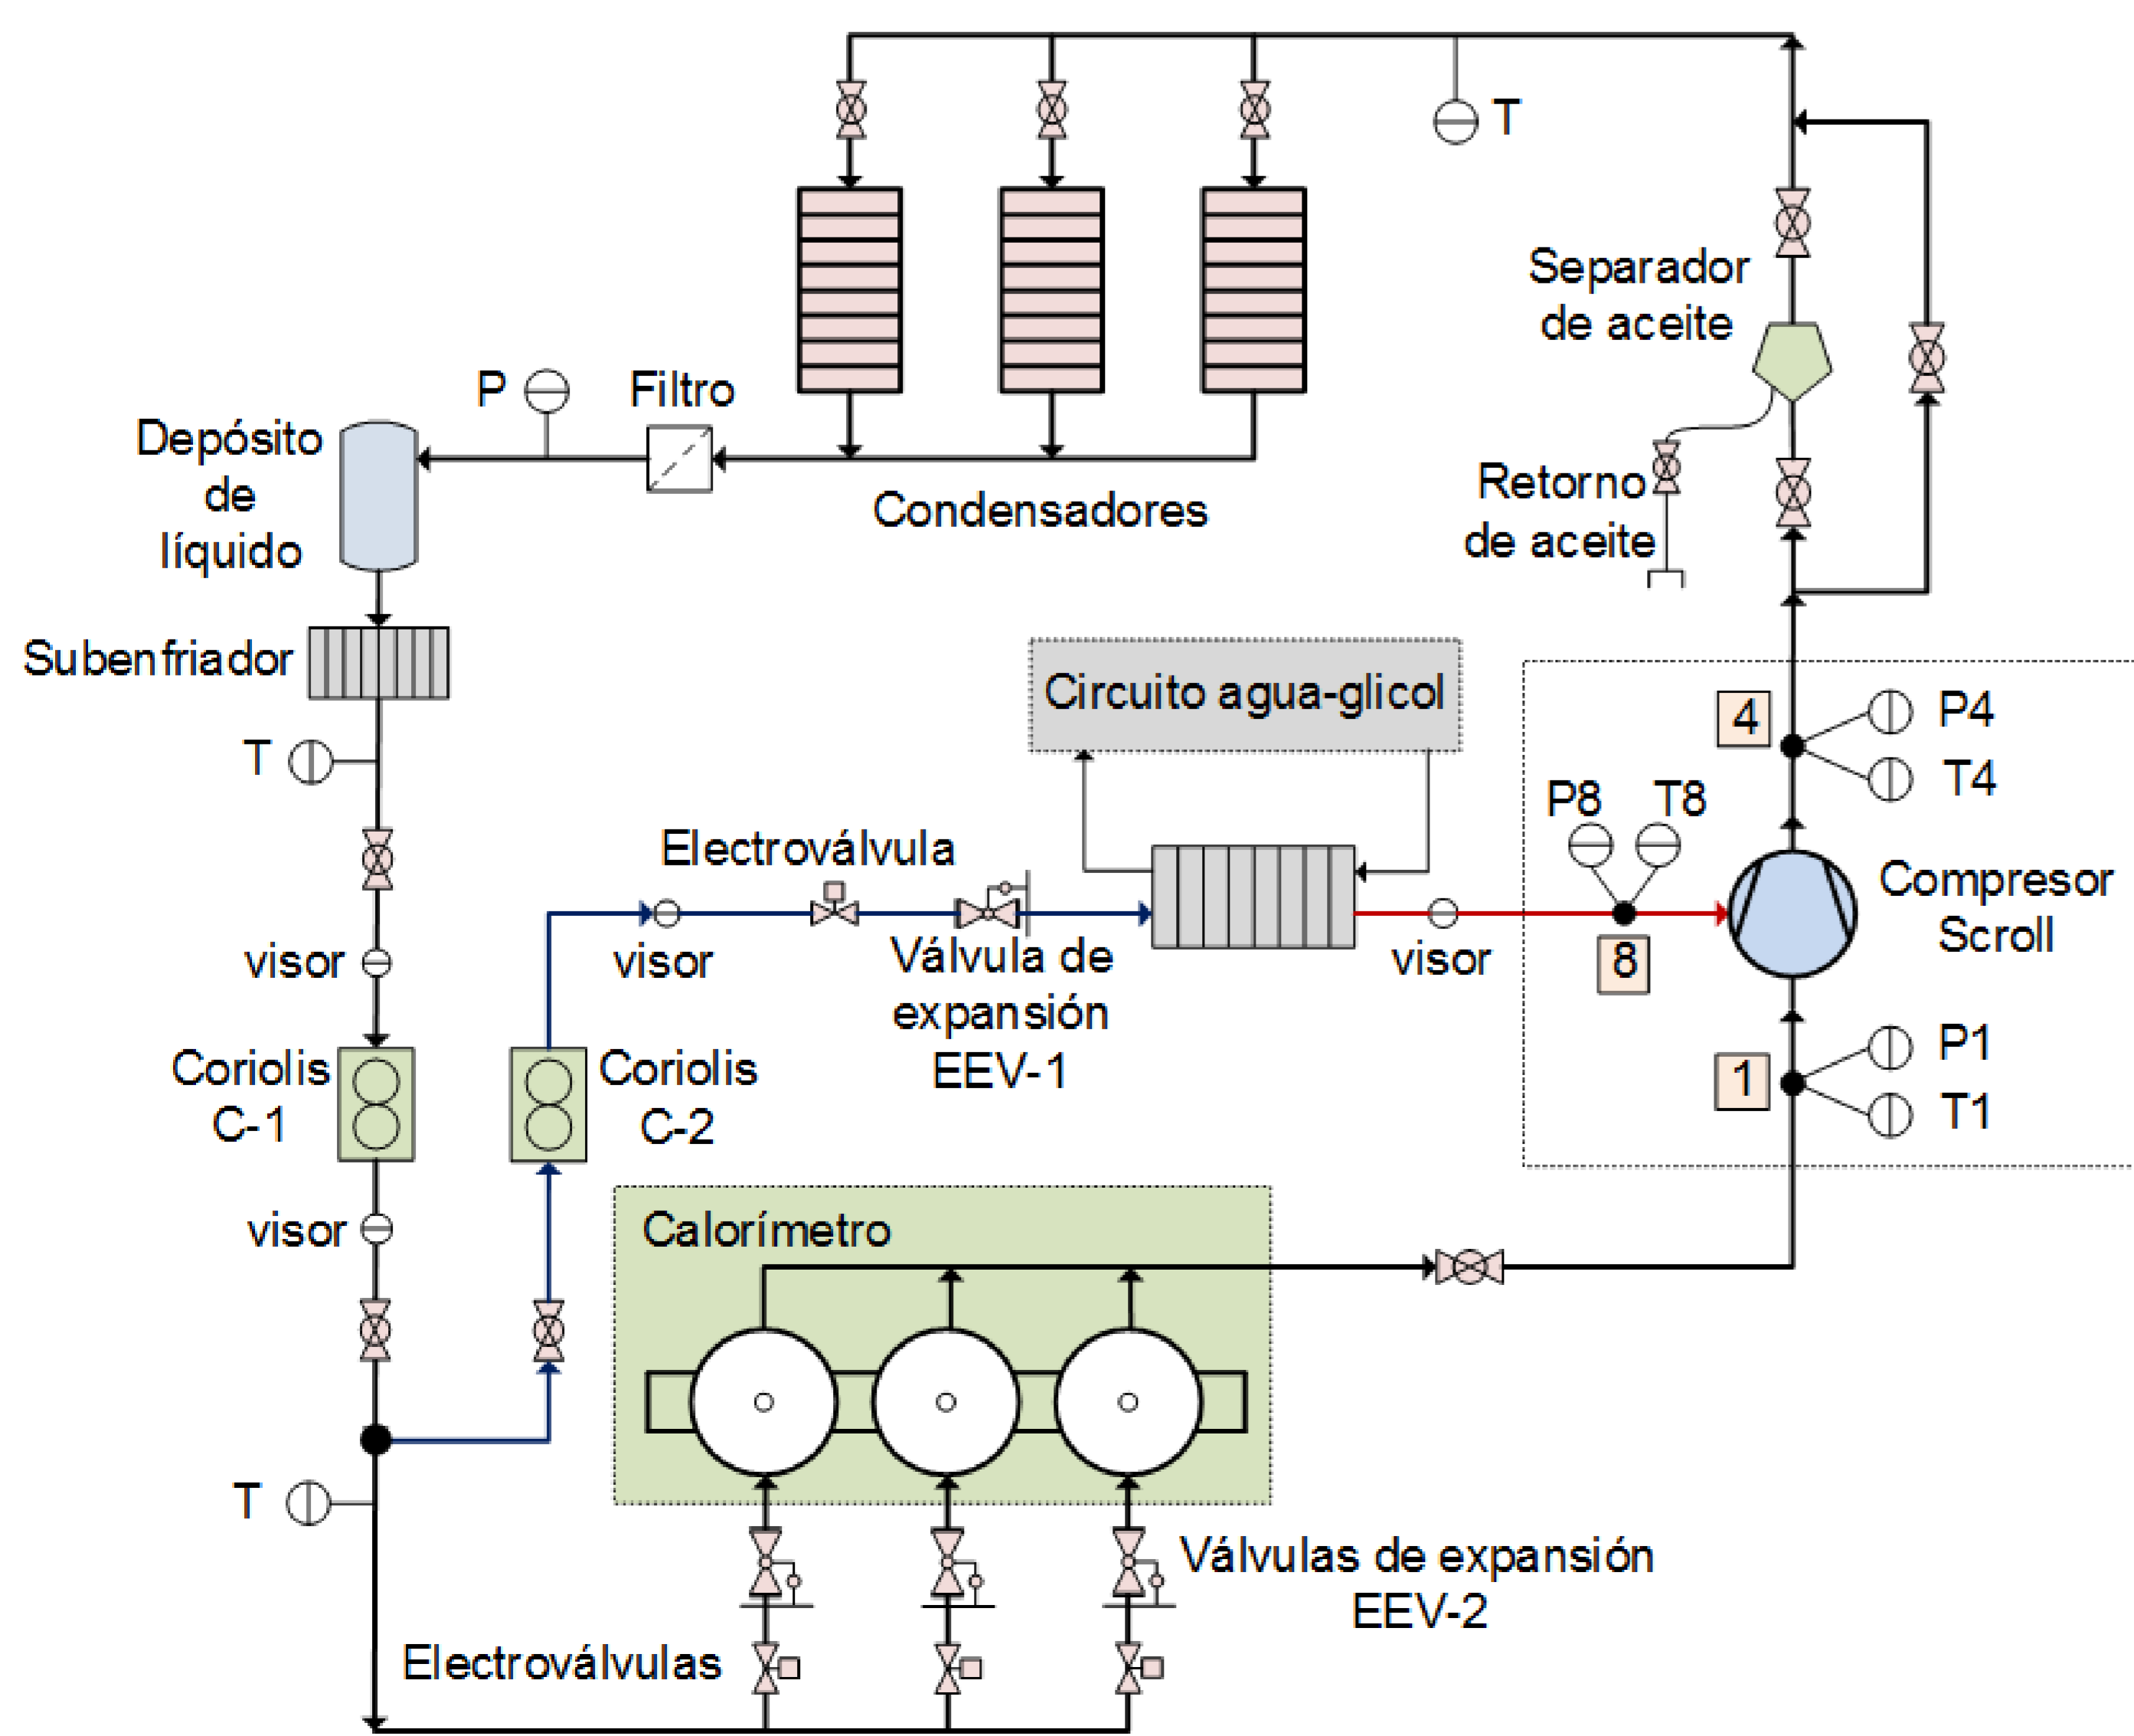 T
Separador
de aceite
P
Filtro
Depósito
de
líquido
Condensadores
Retorno
de aceite
Subenfriador
Circuito agua-glicol
4
P4
T4
T
P8
T8
Electroválvula
Compresor
Scroll
visor
visor
Válvula de
expansión
EEV-1
visor
8
Coriolis
C-1
Coriolis
C-2
P1
1
T1
visor
Calorímetro
T
Válvulas de expansión
EEV-2
Electroválvulas